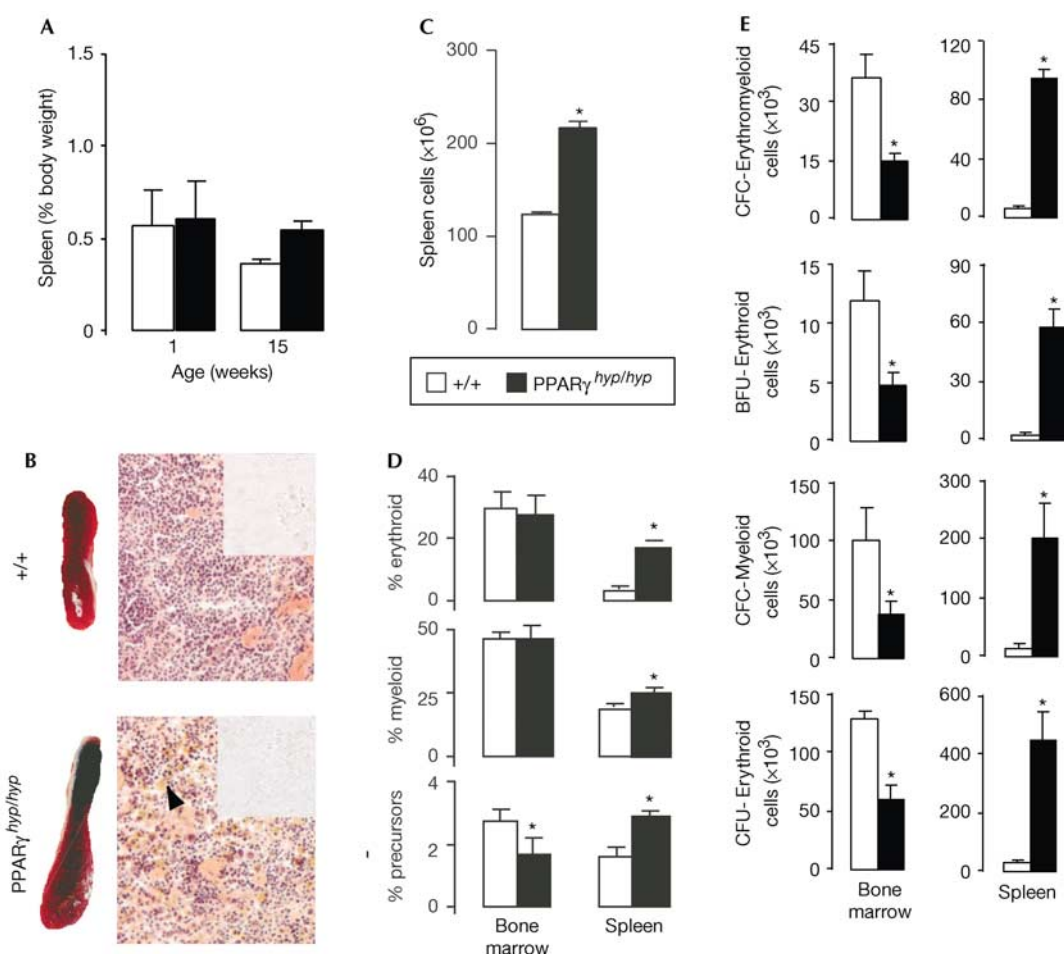 A
Spleen (% body weight)
1.5
1.0
0.5
0
1
15
Age (weeks)
C
Spleen cells (×10⁶)
300
200
100
0
*
+/+
PPARγ hyp/hyp
B
+/+
PPARγ hyp/hyp
D
% erythroid
40
20
0
*
% myeloid
50
25
0
*
% precursors
4
2
0
*
*
Bone
marrow
Spleen
E
CFC-Erythromyeloid
cells (×10³)
45
30
15
0
*
120
80
40
0
*
BFU-Erythroid
cells (×10³)
15
10
5
0
*
90
60
30
0
*
CFC-Myeloid
cells (×10³)
150
100
50
0
*
300
200
100
0
*
CFU-Erythroid
cells (×10³)
150
100
50
0
*
600
400
200
0
*
Bone
marrow
Spleen